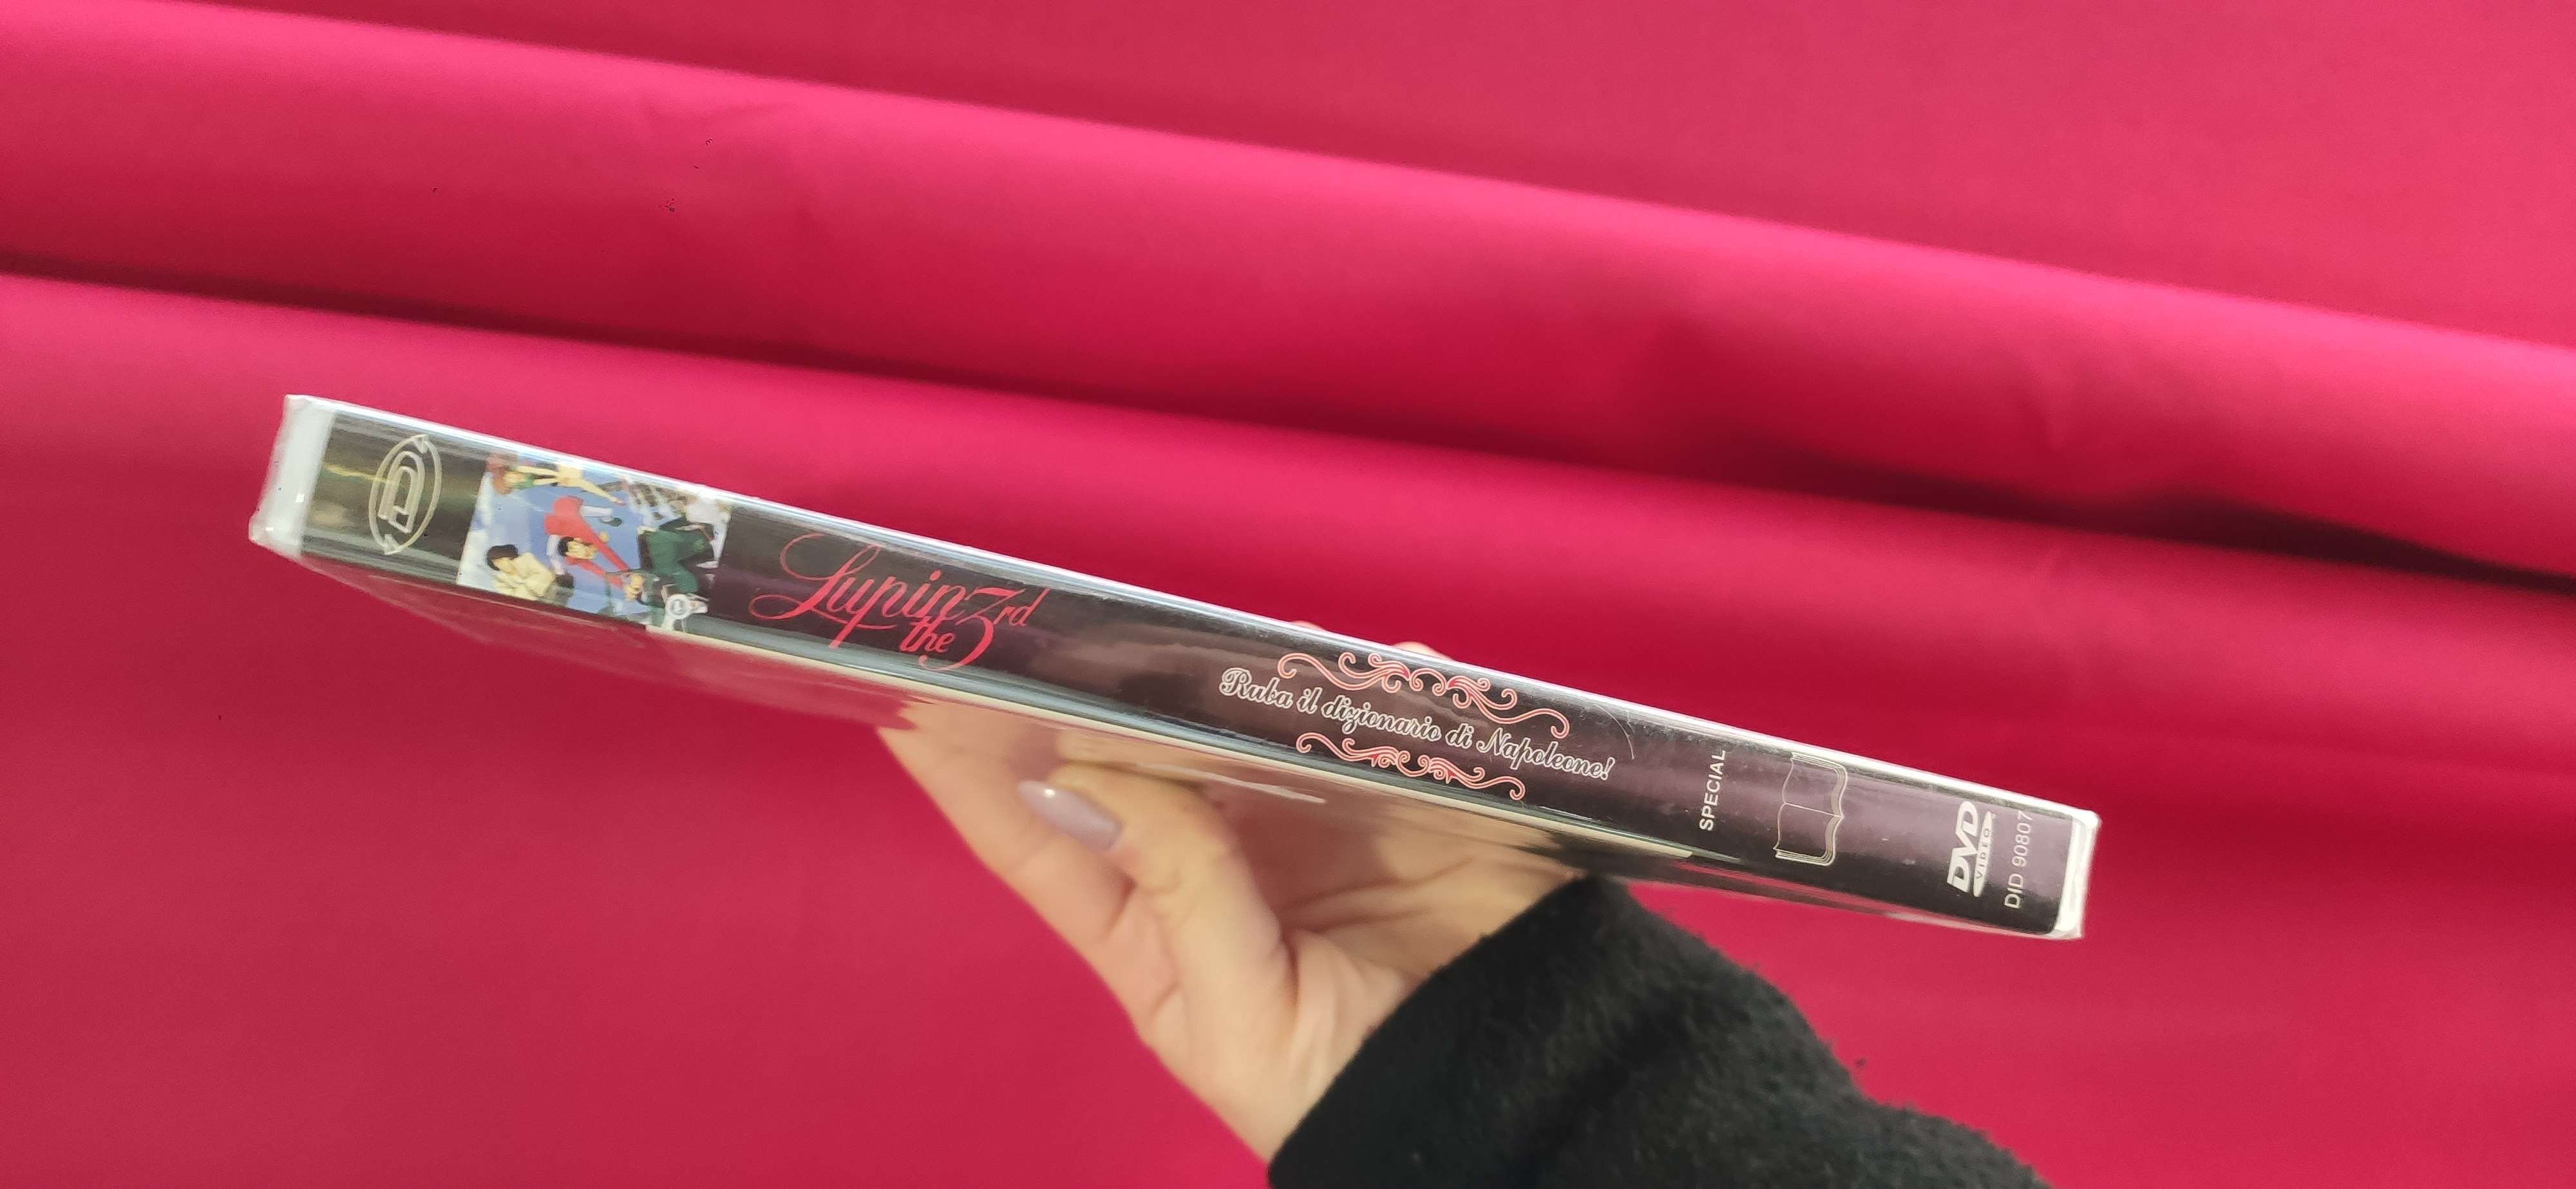 D
Lupin
the 3rd
Ruba il dizionario di Napoleone!
SPECIAL
DVD
VIDEO
DID 90807